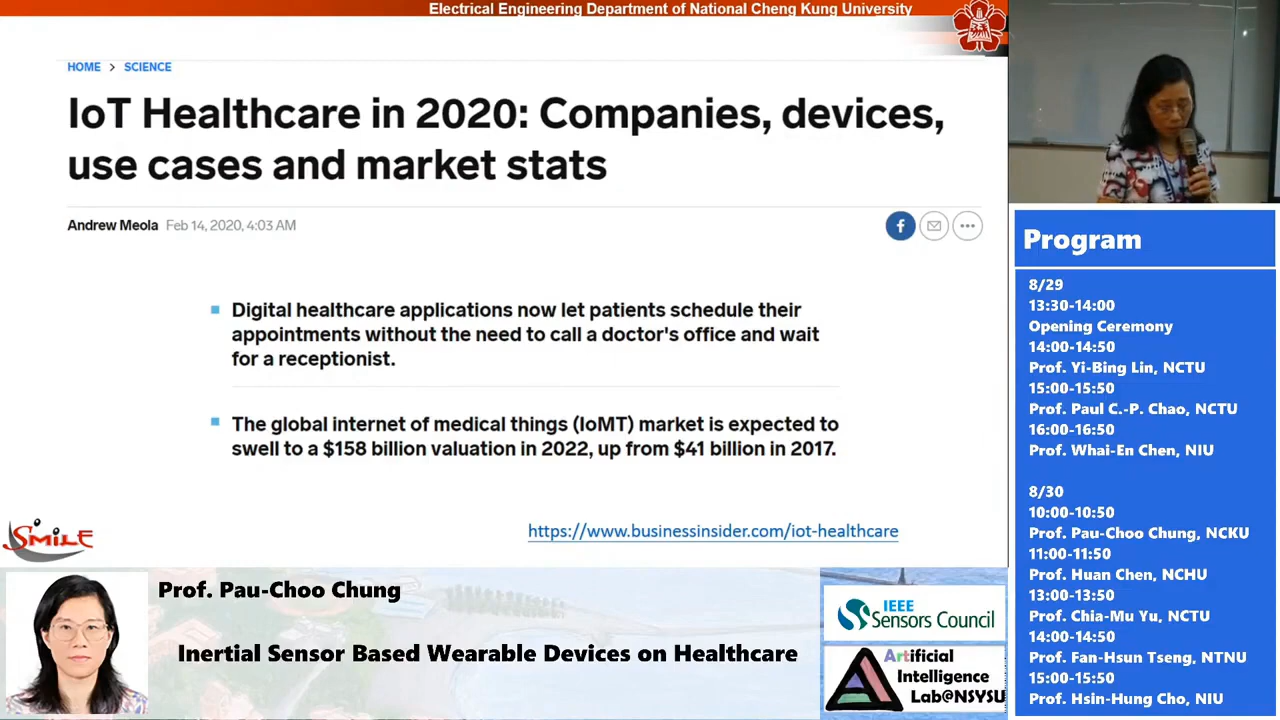 Electrical Engineering Department of National Cheng Kung University
HOME > SCIENCE
IoT Healthcare in 2020: Companies, devices,
use cases and market stats
Andrew Meola Feb 14, 2020, 4:03 AM
Digital healthcare applications now let patients schedule their
appointments without the need to call a doctor's office and wait
for a receptionist.
The global internet of medical things (IoMT) market is expected to
swell to a $158 billion valuation in 2022, up from $41 billion in 2017.
https://www.businessinsider.com/iot-healthcare
SMILE
Prof. Pau-Choo Chung
Inertial Sensor Based Wearable Devices on Healthcare
IEEE
Sensors Council
Artificial
Intelligence
Lab@NSYSU
Program
8/29
13:30-14:00
Opening Ceremony
14:00-14:50
Prof. Yi-Bing Lin, NCTU
15:00-15:50
Prof. Paul C.-P. Chao, NCTU
16:00-16:50
Prof. Whai-En Chen, NIU
8/30
10:00-10:50
Prof. Pau-Choo Chung, NCKU
11:00-11:50
Prof. Huan Chen, NCHU
13:00-13:50
Prof. Chia-Mu Yu, NCTU
14:00-14:50
Prof. Fan-Hsun Tseng, NTNU
15:00-15:50
Prof. Hsin-Hung Cho, NIU